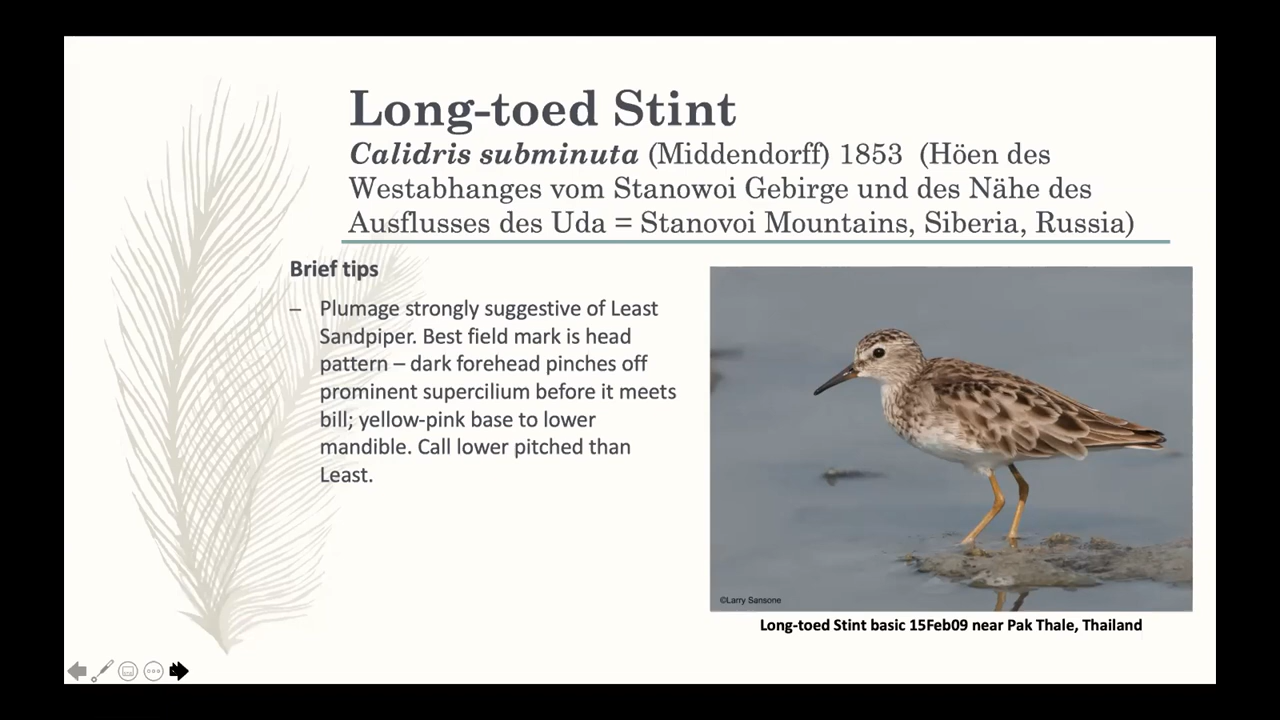 Long-toed Stint
Calidris subminuta (Middendorff) 1853 (Höen des
Westabhanges vom Stanowoi Gebirge und des Nähe des
Ausflusses des Uda = Stanovoi Mountains, Siberia, Russia)
Brief tips
– Plumage strongly suggestive of Least
Sandpiper. Best field mark is head
pattern – dark forehead pinches off
prominent supercilium before it meets
bill; yellow-pink base to lower
mandible. Call lower pitched than
Least.
©Larry Sansone
Long-toed Stint basic 15Feb09 near Pak Thale, Thailand